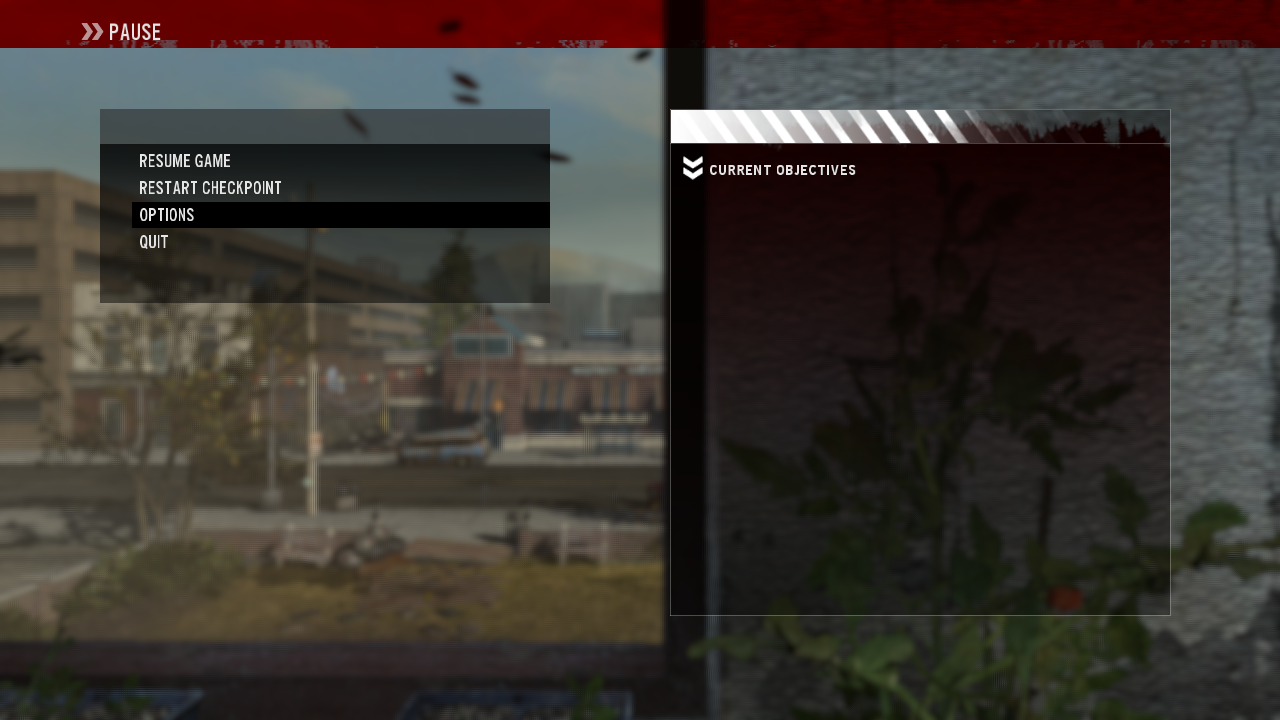 PAUSE
RESUME GAME
RESTART CHECKPOINT
OPTIONS
QUIT
CURRENT OBJECTIVES